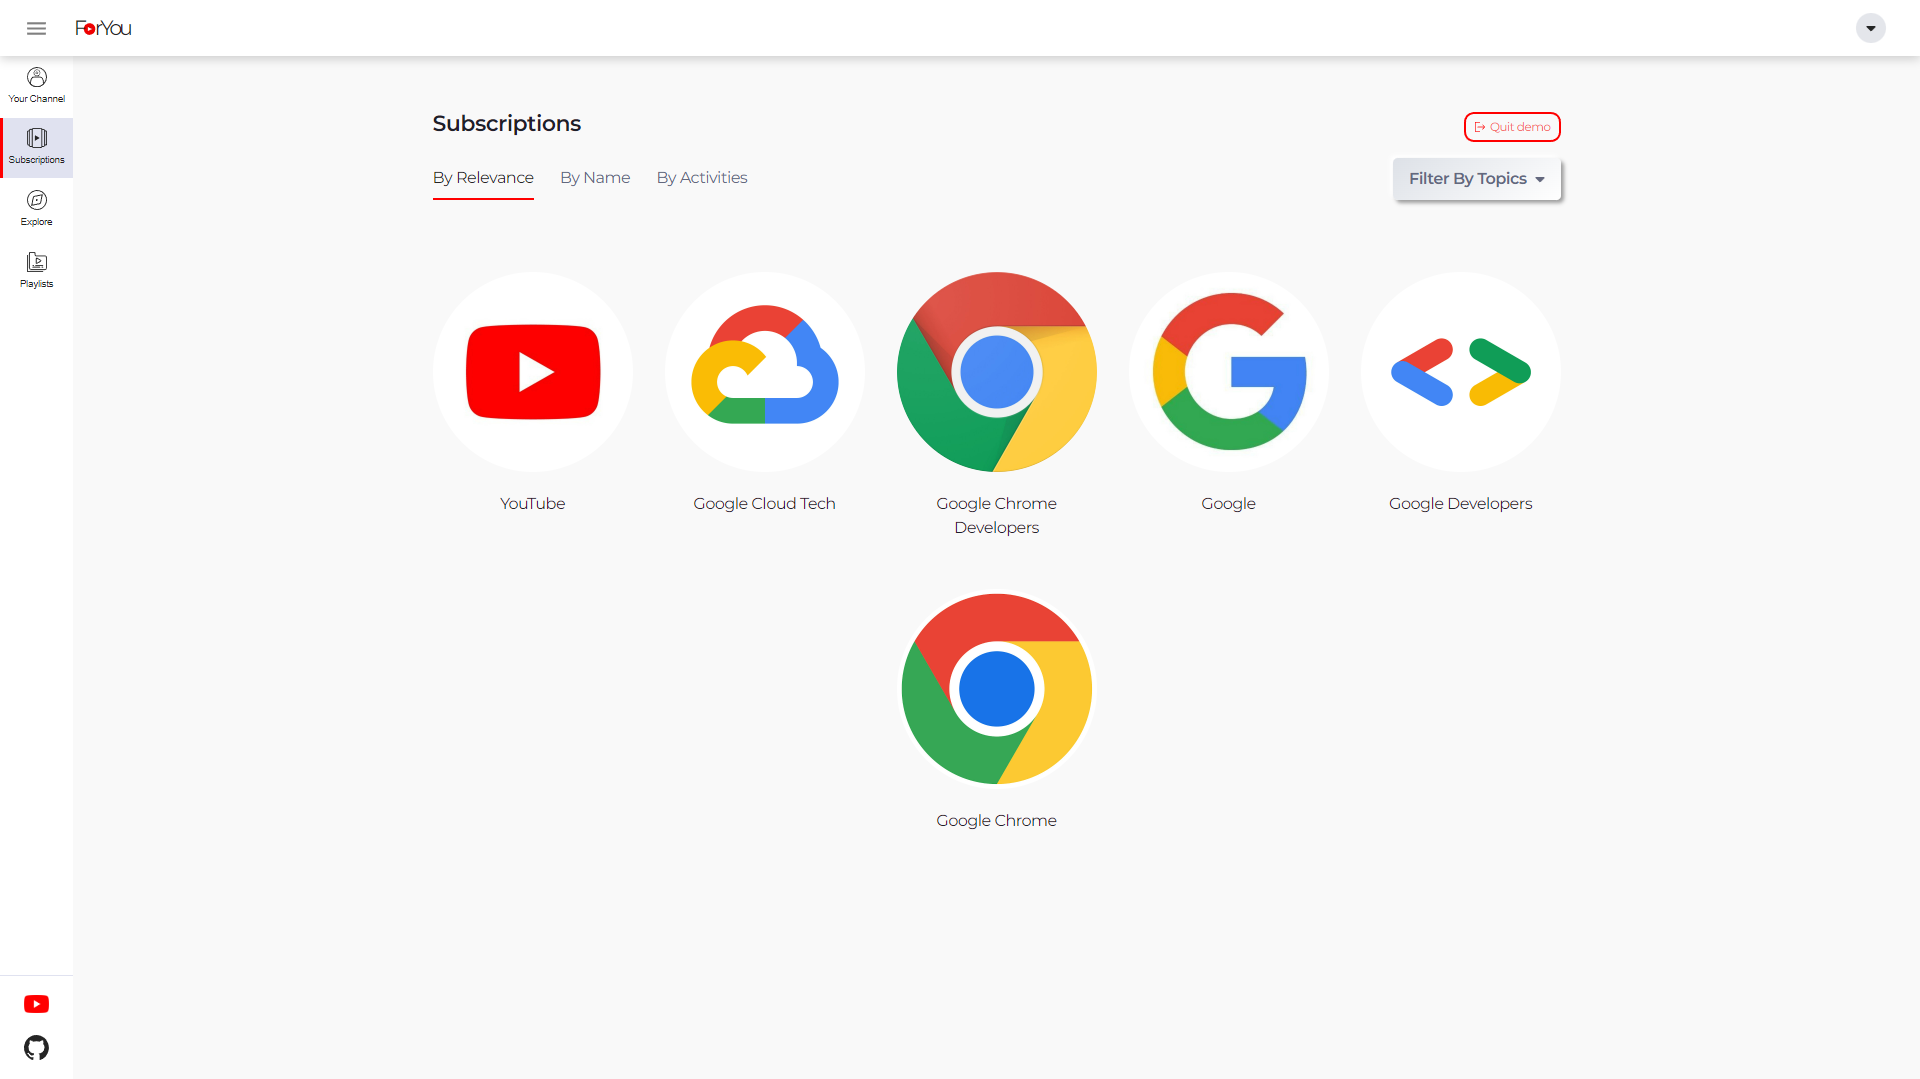 ForYou
Your Channel
Subscriptions
Explore
Playlists
Subscriptions
Quit demo
By Relevance By Name By Activities
Filter By Topics
YouTube
Google Cloud Tech
Google Chrome
Developers
Google
Google Developers
Google Chrome